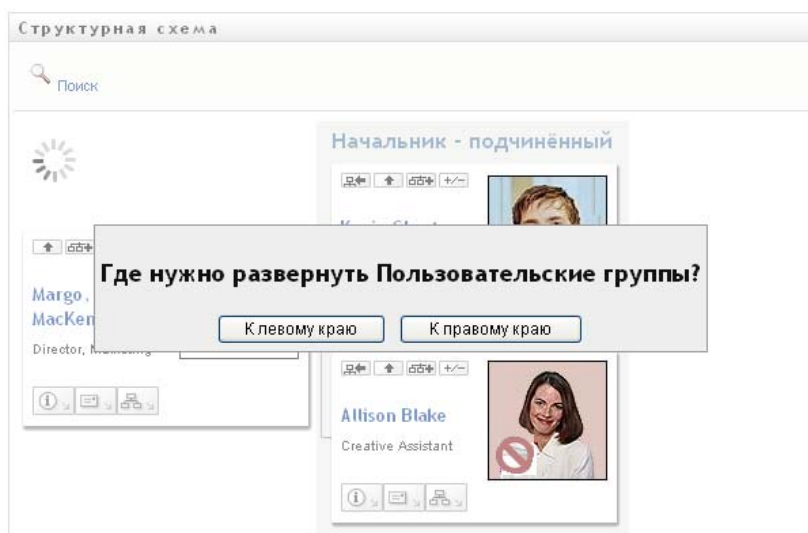 Структурная схема
Поиск
Начальник - подчинённый
+/−
Где нужно развернуть Пользовательские группы?
К левому краю
К правому краю
Margo,
MacKen
Director,
+/−
Allison Blake
Creative Assistant